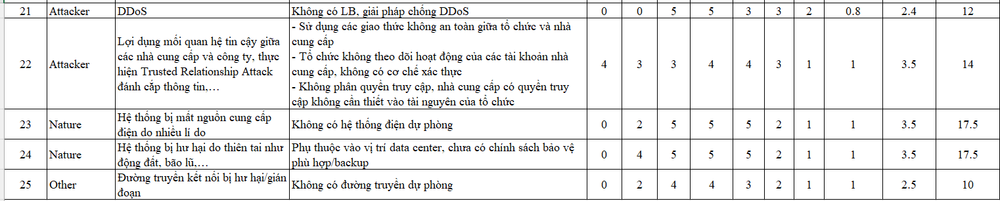 21 Attacker DDoS Không có LB, giải pháp chống DDoS 0 0 5 5 3 3 2 0.8 2.4 12
22 Attacker
Lợi dụng mối quan hệ tin cậy giữa
các nhà cung cấp và công ty, thực
hiện Trusted Relationship Attack
đánh cắp thông tin,…
- Sử dụng các giao thức không an toàn giữa tổ chức và nhà
cung cấp
- Tổ chức không theo dõi hoạt động của các tài khoản nhà
cung cấp, không có cơ chế xác thực
- Không phân quyền truy cập, nhà cung cấp có quyền truy
cập không cần thiết vào tài nguyên của tổ chức
4 3 3 4 4 3 1 1 3.5 14
23 Nature
Hệ thống bị mất nguồn cung cấp
điện do nhiều lí do
Không có hệ thống điện dự phòng
0 2 5 5 5 2 1 1 3.5 17.5
24 Nature
Hệ thống bị hư hại do thiên tai như
động đất, bão lũ,…
Phụ thuộc vào vị trí data center, chưa có chính sách bảo vệ
phù hợp/backup
0 4 5 5 5 2 1 1 3.5 17.5
25 Other
Đường truyền kết nối bị hư hại/gián
đoạn
Không có đường truyền dự phòng
0 2 4 4 3 2 1 1 2.5 10